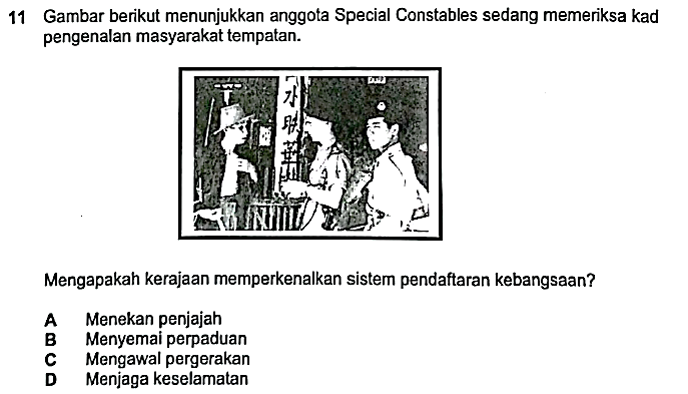 11 Gambar berikut menunjukkan anggota Special Constables sedang memeriksa kad
pengenalan masyarakat tempatan.
Mengapakah kerajaan memperkenalkan sistem pendaftaran kebangsaan?
A Menekan penjajah
B Menyemai perpaduan
C Mengawal pergerakan
D Menjaga keselamatan